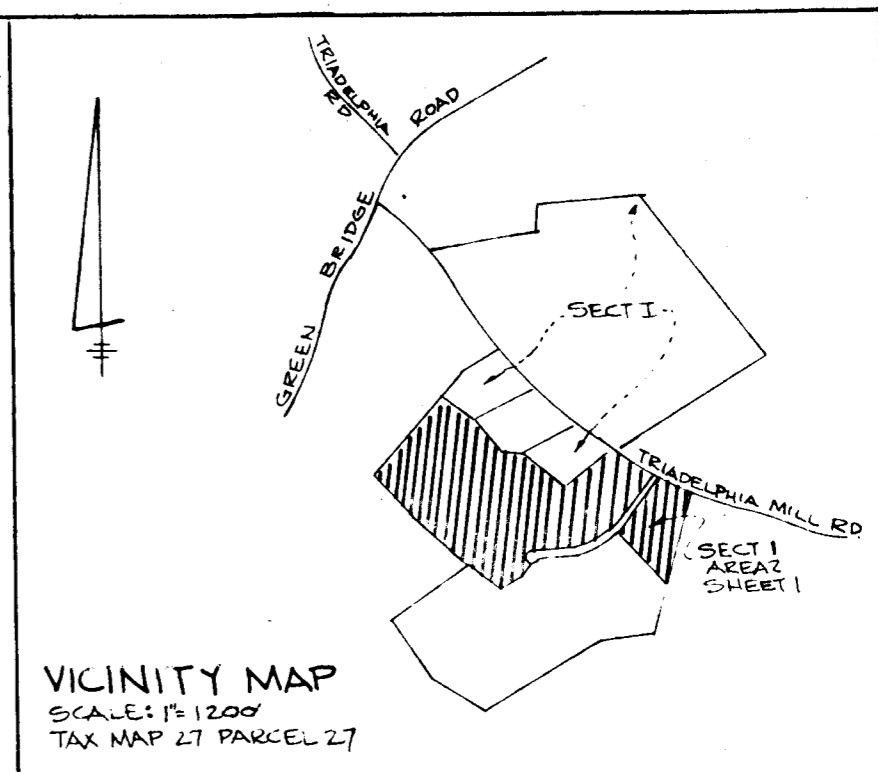 TRIADELPHIA
RD
GREEN BRIDGE ROAD
SECT I
TRIADELPHIA MILL RD
SECT 1
AREA 2
SHEET 1
VICINITY MAP
SCALE: 1"= 1200'
TAX MAP 27 PARCEL 27